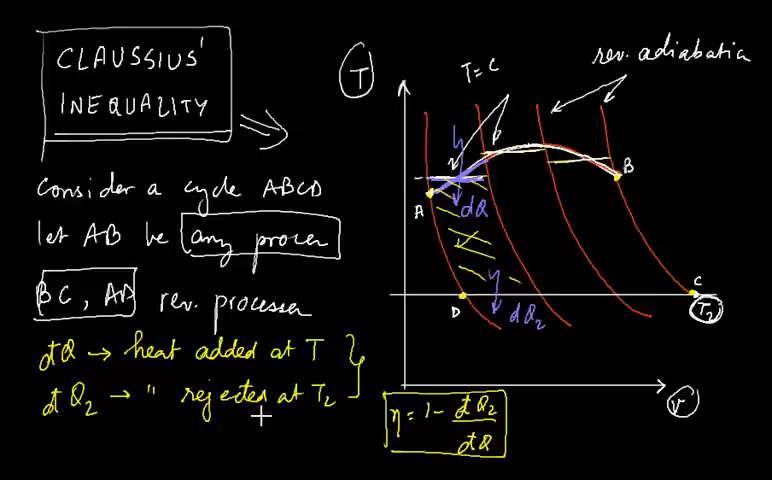 CLAUSSIUS'
INEQUALITY
Consider a cycle ABCD
let AB be any process
BC, AD rev. processes
đQ → heat added at T
đQ2 → " rejected at T2
η = 1 - đQ2/đQ
T
T=C
rev. adiabatics
A
B
dQ
D
dQ2
C
T2
V